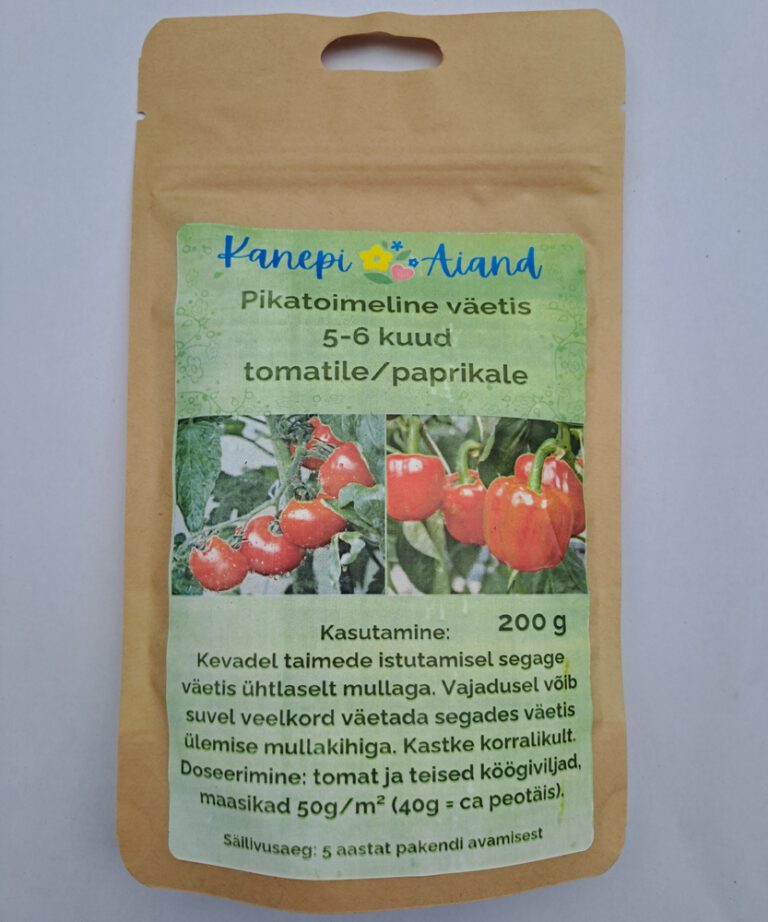 Kanepi Aiand
Pikatoimeline väetis
5-6 kuud
tomatile/paprikale
200 g
Kasutamine:
Kevadel taimede istutamisel segage
väetis ühtlaselt mullaga. Vajadusel võib
suvel veelkord väetada segades väetis
ülemise mullakihiga. Kastke korralikult.
Doseerimine: tomat ja teised köögiviljad,
maasikad 50g/m² (40g = ca peotäis).
Säilivusaeg: 5 aastat pakendi avamisest